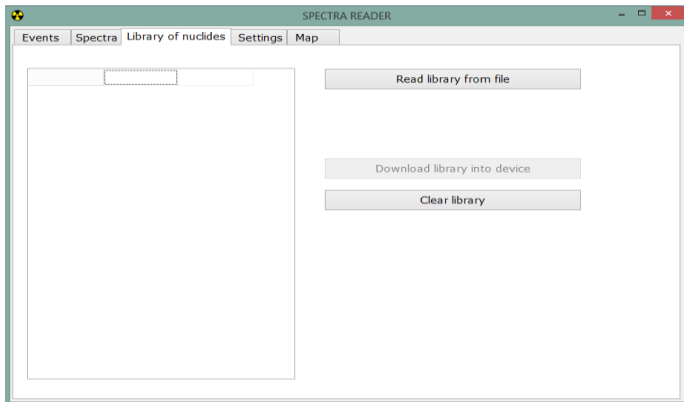 SPECTRA READER
Events Spectra Library of nuclides Settings Map
Read library from file
Download library into device
Clear library